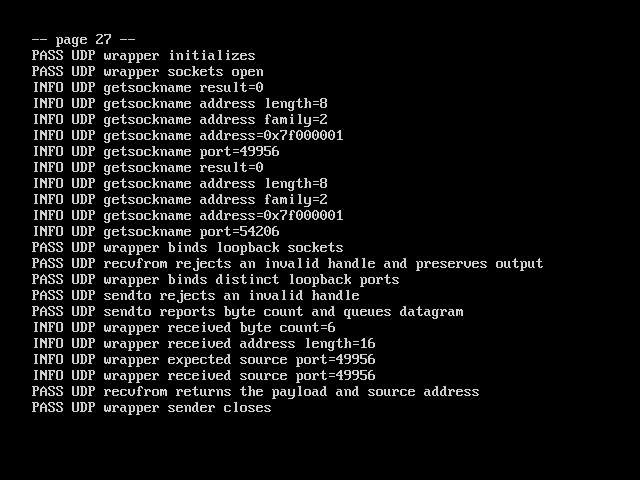 -- page 27 --
PASS UDP wrapper initializes
PASS UDP wrapper sockets open
INFO UDP getsockname result=0
INFO UDP getsockname address length=8
INFO UDP getsockname address family=2
INFO UDP getsockname address=0x7f000001
INFO UDP getsockname port=49956
INFO UDP getsockname result=0
INFO UDP getsockname address length=8
INFO UDP getsockname address family=2
INFO UDP getsockname address=0x7f000001
INFO UDP getsockname port=54206
PASS UDP wrapper binds loopback sockets
PASS UDP recvfrom rejects an invalid handle and preserves output
PASS UDP wrapper binds distinct loopback ports
PASS UDP sendto rejects an invalid handle
PASS UDP sendto reports byte count and queues datagram
INFO UDP wrapper received byte count=6
INFO UDP wrapper received address length=16
INFO UDP wrapper expected source port=49956
INFO UDP wrapper received source port=49956
PASS UDP recvfrom returns the payload and source address
PASS UDP wrapper sender closes